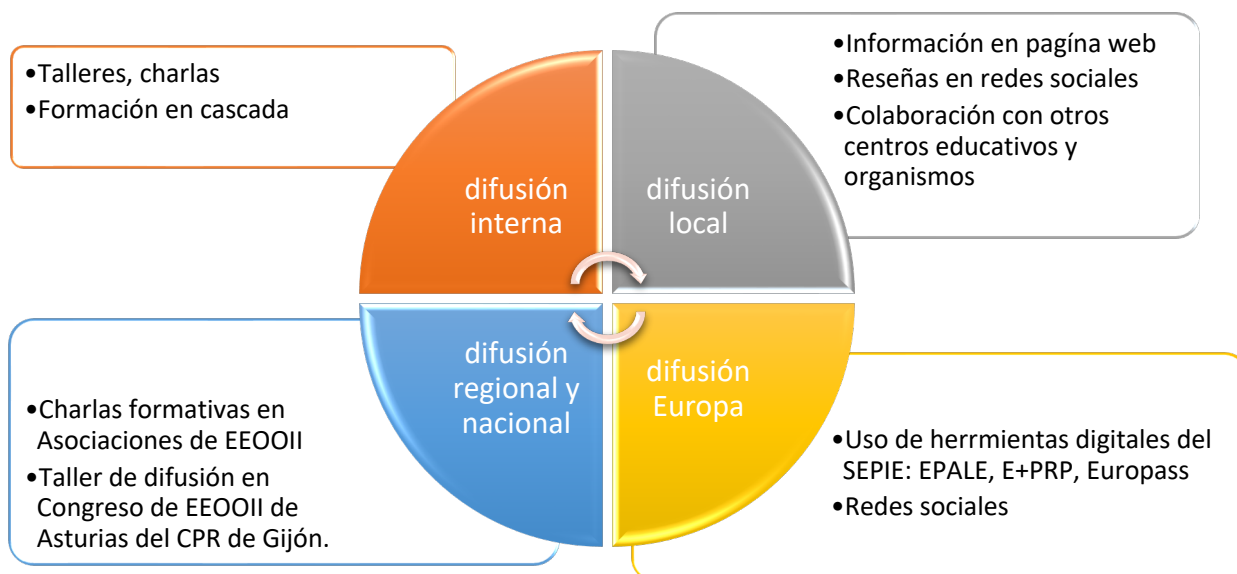 •Talleres, charlas
•Formación en cascada
•Información en pagína web
•Reseñas en redes sociales
•Colaboración con otros
centros educativos y
organismos
difusión
interna
difusión
local
difusión
regional y
nacional
difusión
Europa
•Charlas formativas en
Asociaciones de EEOOII
•Taller de difusión en
Congreso de EEOOII de
Asturias del CPR de Gijón.
•Uso de herrmientas digitales del
SEPIE: EPALE, E+PRP, Europass
•Redes sociales